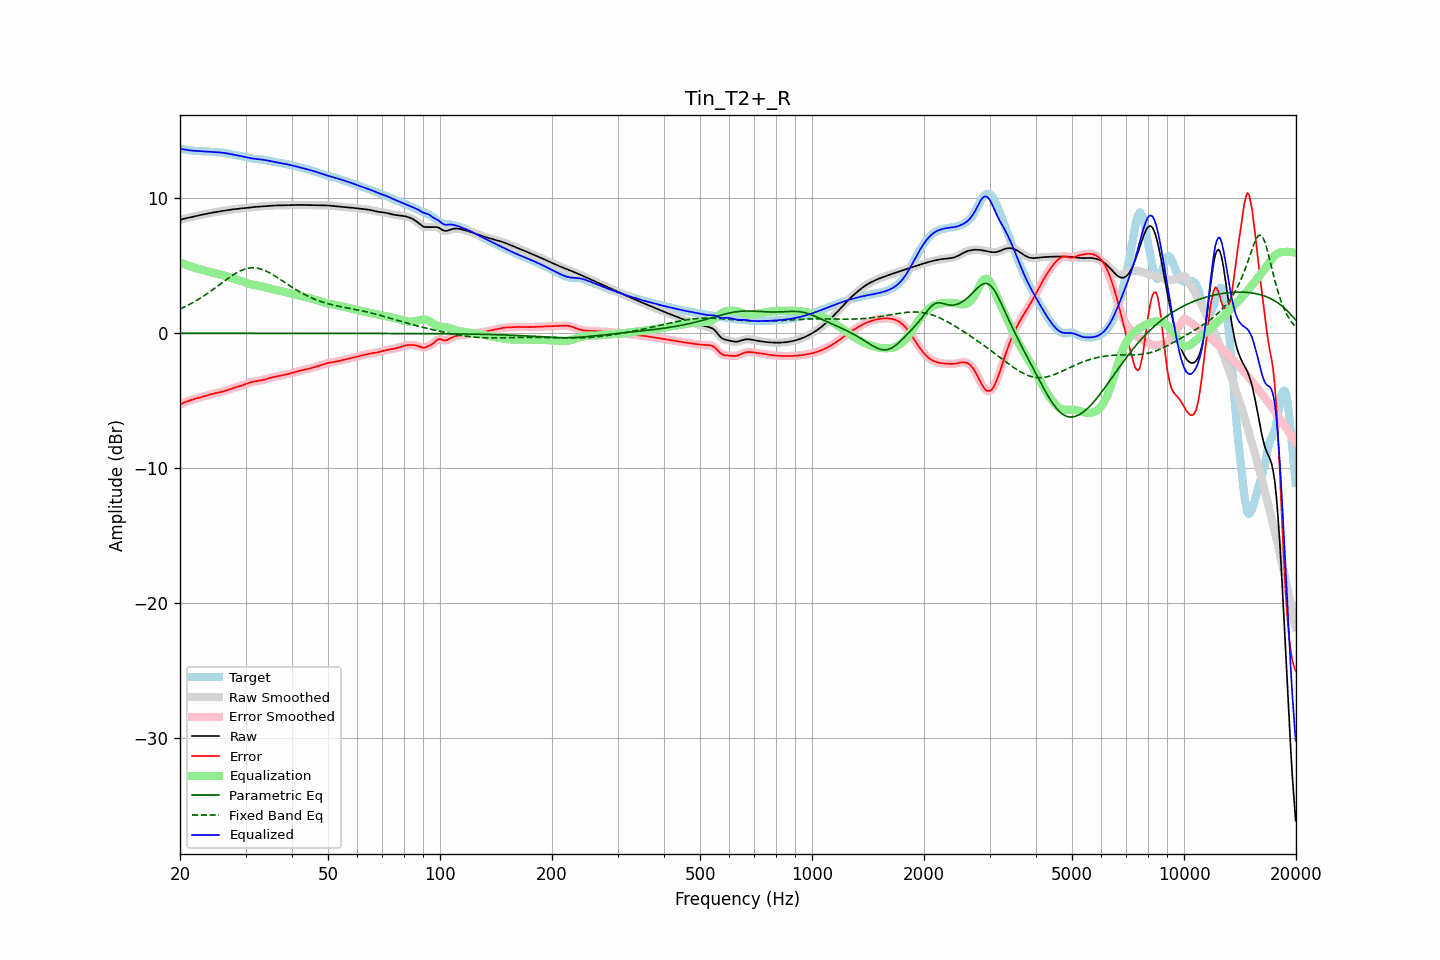 Tin_T2+_R
Amplitude (dBr)
10
0
−10
−20
−30
Target
Raw Smoothed
Error Smoothed
Raw
Error
Equalization
Parametric Eq
Fixed Band Eq
Equalized
20 50 100 200 500 1000 2000 5000 10000 20000
Frequency (Hz)